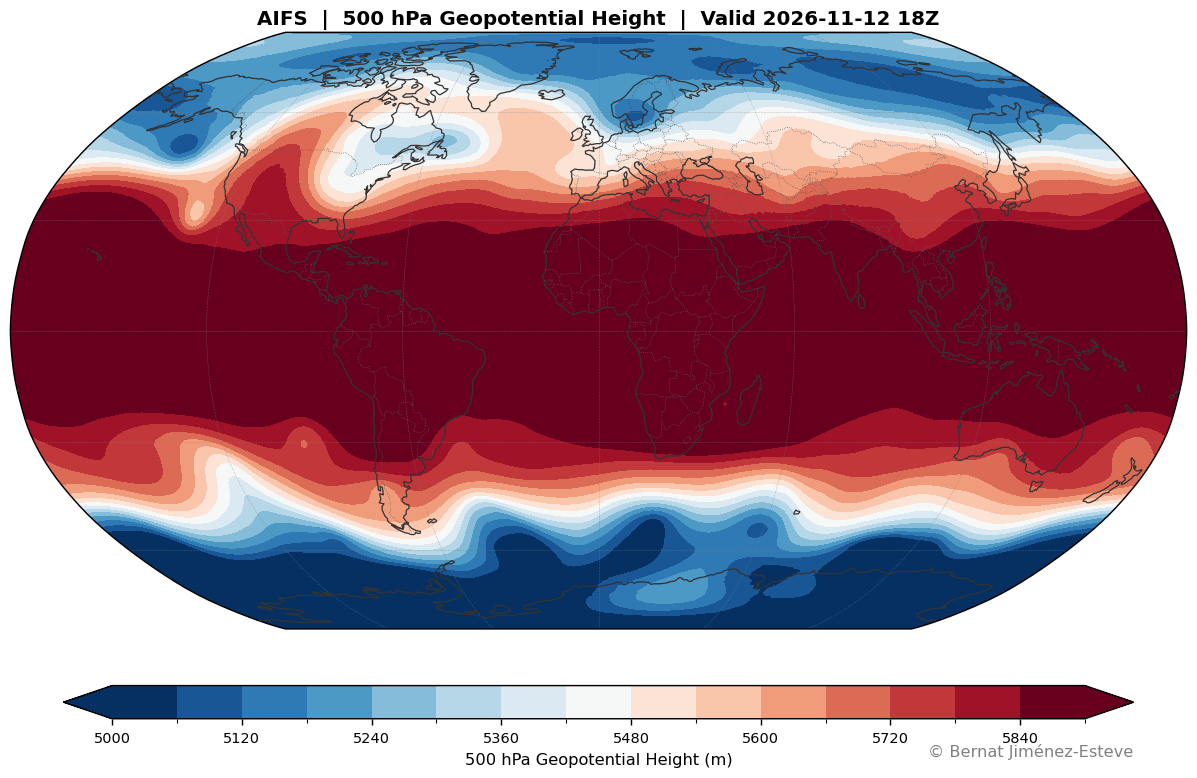 AIFS | 500 hPa Geopotential Height | Valid 2026-11-12 18Z
5000 5120 5240 5360 5480 5600 5720 5840
500 hPa Geopotential Height (m)
© Bernat Jiménez-Esteve